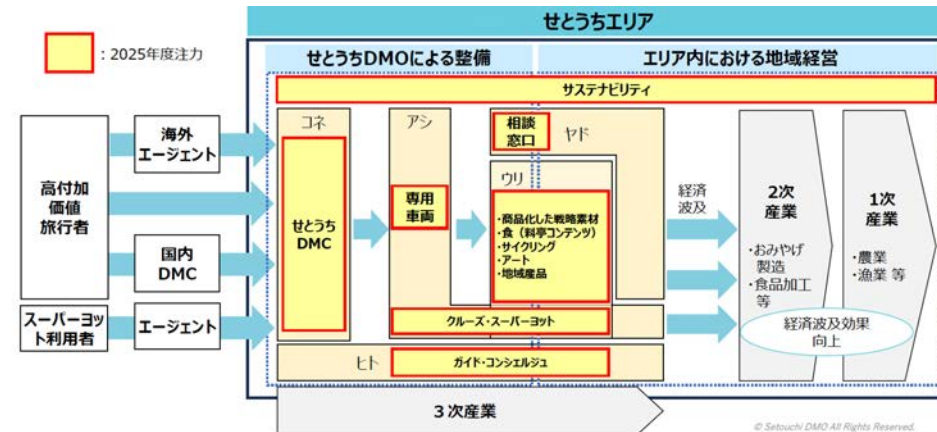 せとうちエリア
：2025年度注力
せとうちDMOによる整備
エリア内における地域経営
サステナビリティ
コネ
アシ
相談
窓口
ヤド
海外
エージェント
ウリ
高付加
価値
旅行者
せとうち
DMC
専用
車両
・商品化した戦略素材
・食（料亭コンテンツ）
・サイクリング
・アート
・地域産品
経済
波及
2次
産業
・おみやげ
製造
・食品加工
等
1次
産業
・農業
・漁業 等
国内
DMC
スーパーヨッ
ト利用者
エージェント
クルーズ・スーパーヨット
経済波及効果
向上
ヒト
ガイド・コンシェルジュ
３次産業
© Setouchi DMO All Rights Reserved.